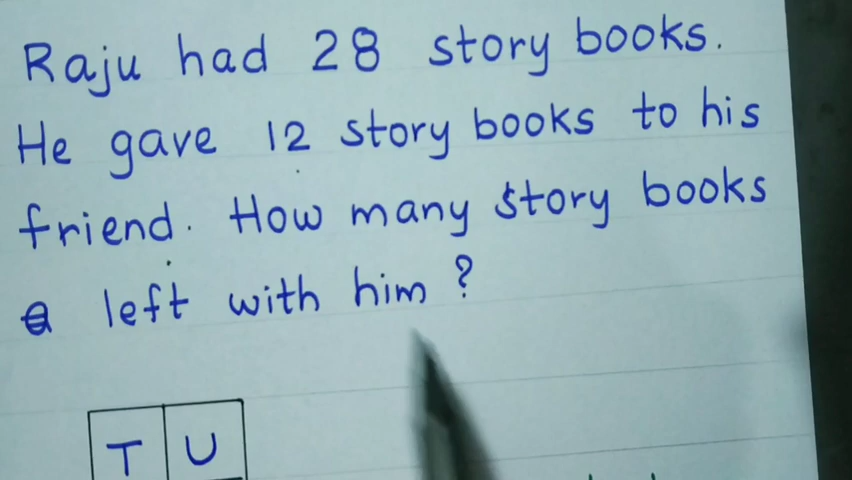 Raju had 28 story books.
He gave 12 story books to his
friend. How many story books
left with him ?
T U